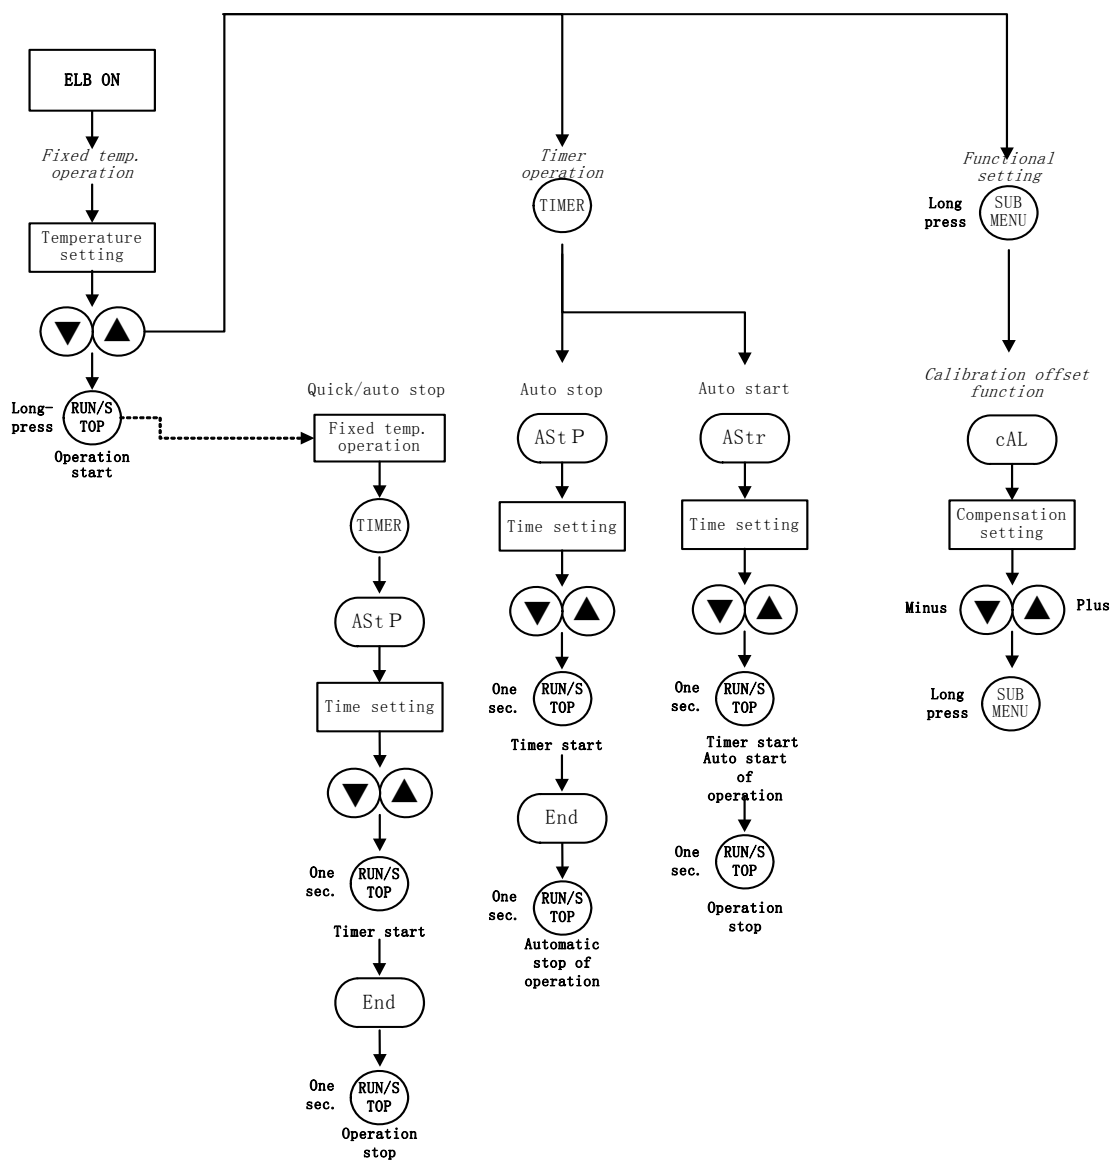 ELB ON
Fixed temp.
operation
Temperature
setting
▼ ▲
Long-
press
RUN/S
TOP
Operation
start
Quick/auto stop
Fixed temp.
operation
TIMER
ASt P
Time setting
▼ ▲
One
sec.
RUN/S
TOP
Timer start
End
One
sec.
RUN/S
TOP
Operation
stop
Timer
operation
TIMER
Auto stop
ASt P
Time setting
▼ ▲
One
sec.
RUN/S
TOP
Timer start
End
One
sec.
RUN/S
TOP
Automatic
stop of
operation
Auto start
AStr
Time setting
▼ ▲
One
sec.
RUN/S
TOP
Timer start
Auto start
of
operation
One
sec.
RUN/S
TOP
Operation
stop
Functional
setting
Long
press
SUB
MENU
Calibration offset
function
cAL
Compensation
setting
Minus ▼ ▲ Plus
Long
press
SUB
MENU